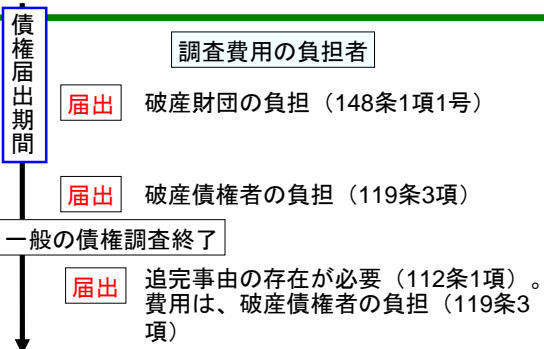 債権届出期間
調査費用の負担者
届出 破産財団の負担（148条1項1号）
届出 破産債権者の負担（119条3項）
一般の債権調査終了
届出 追完事由の存在が必要（112条1項）。
費用は、破産債権者の負担（119条3
項）